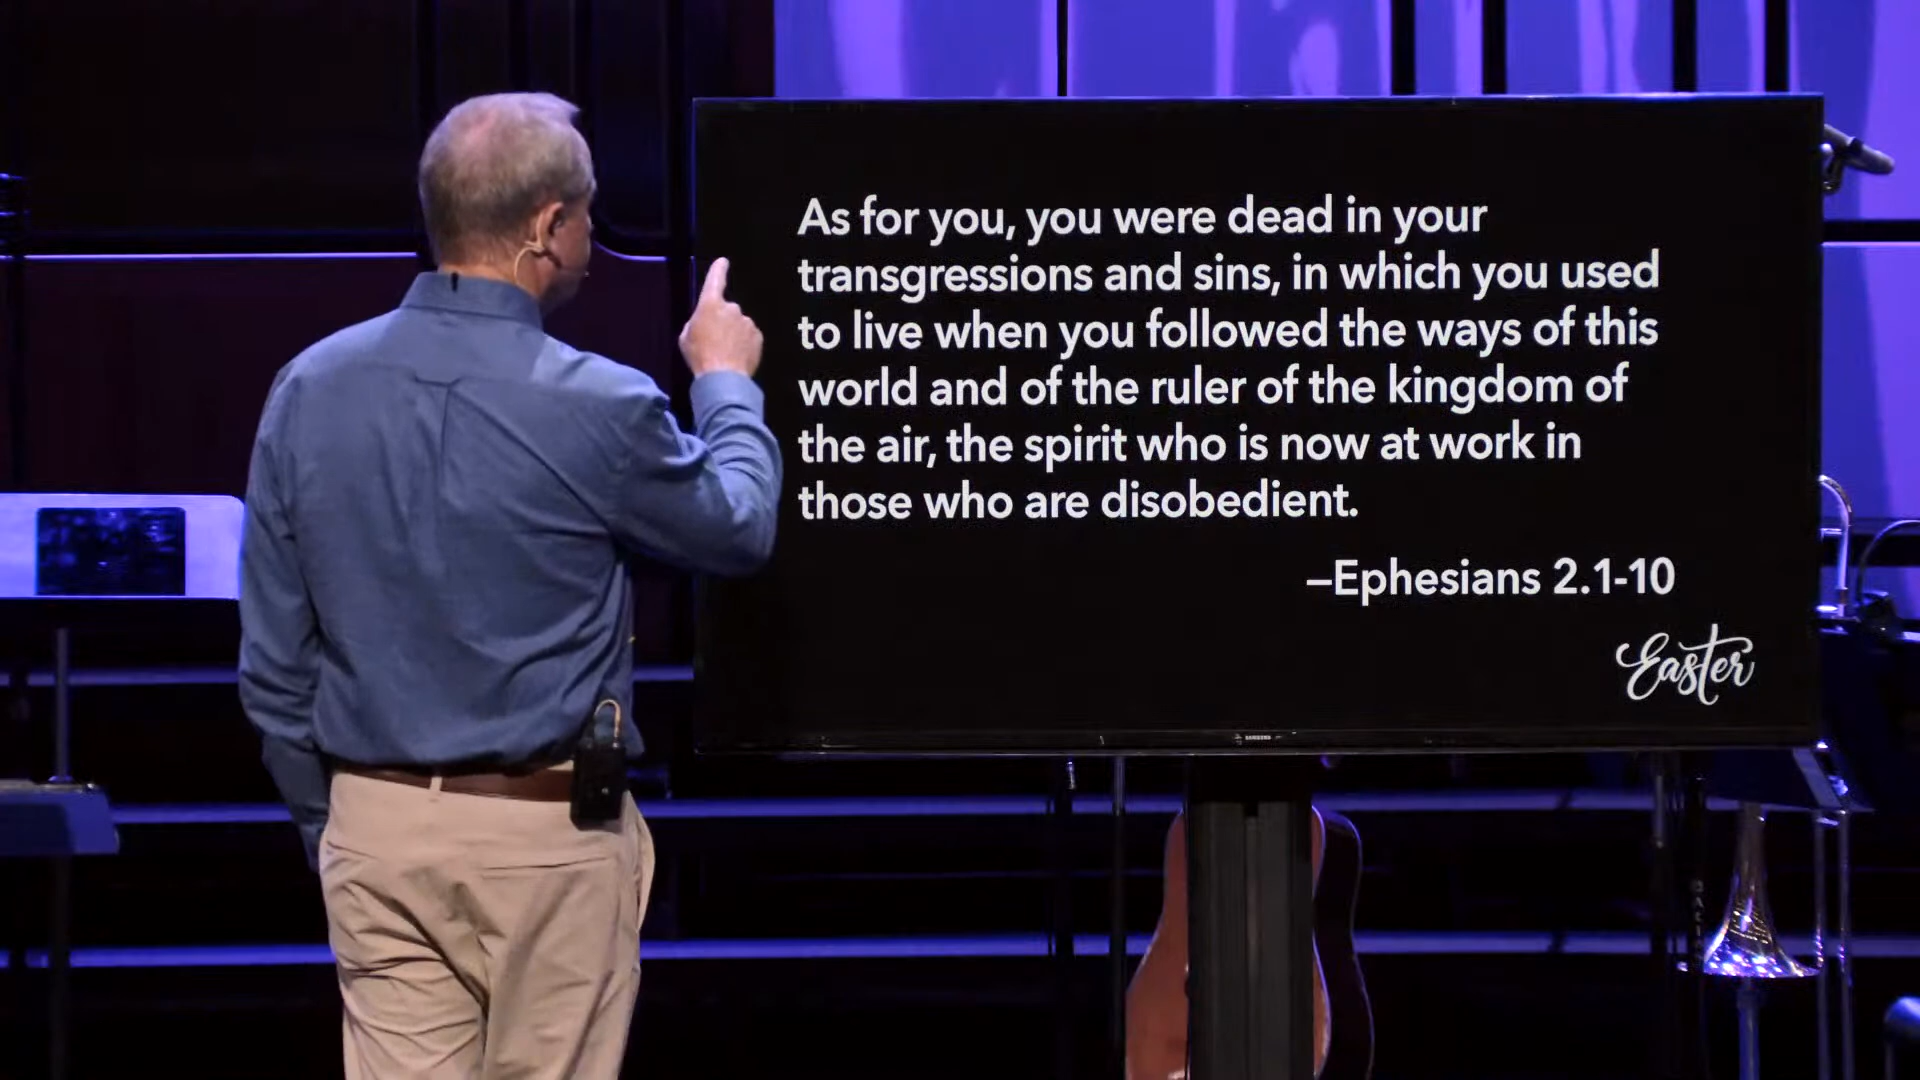 As for you, you were dead in your
transgressions and sins, in which you used
to live when you followed the ways of this
world and of the ruler of the kingdom of
the air, the spirit who is now at work in
those who are disobedient.
–Ephesians 2.1-10
Easter
SAMSUNG